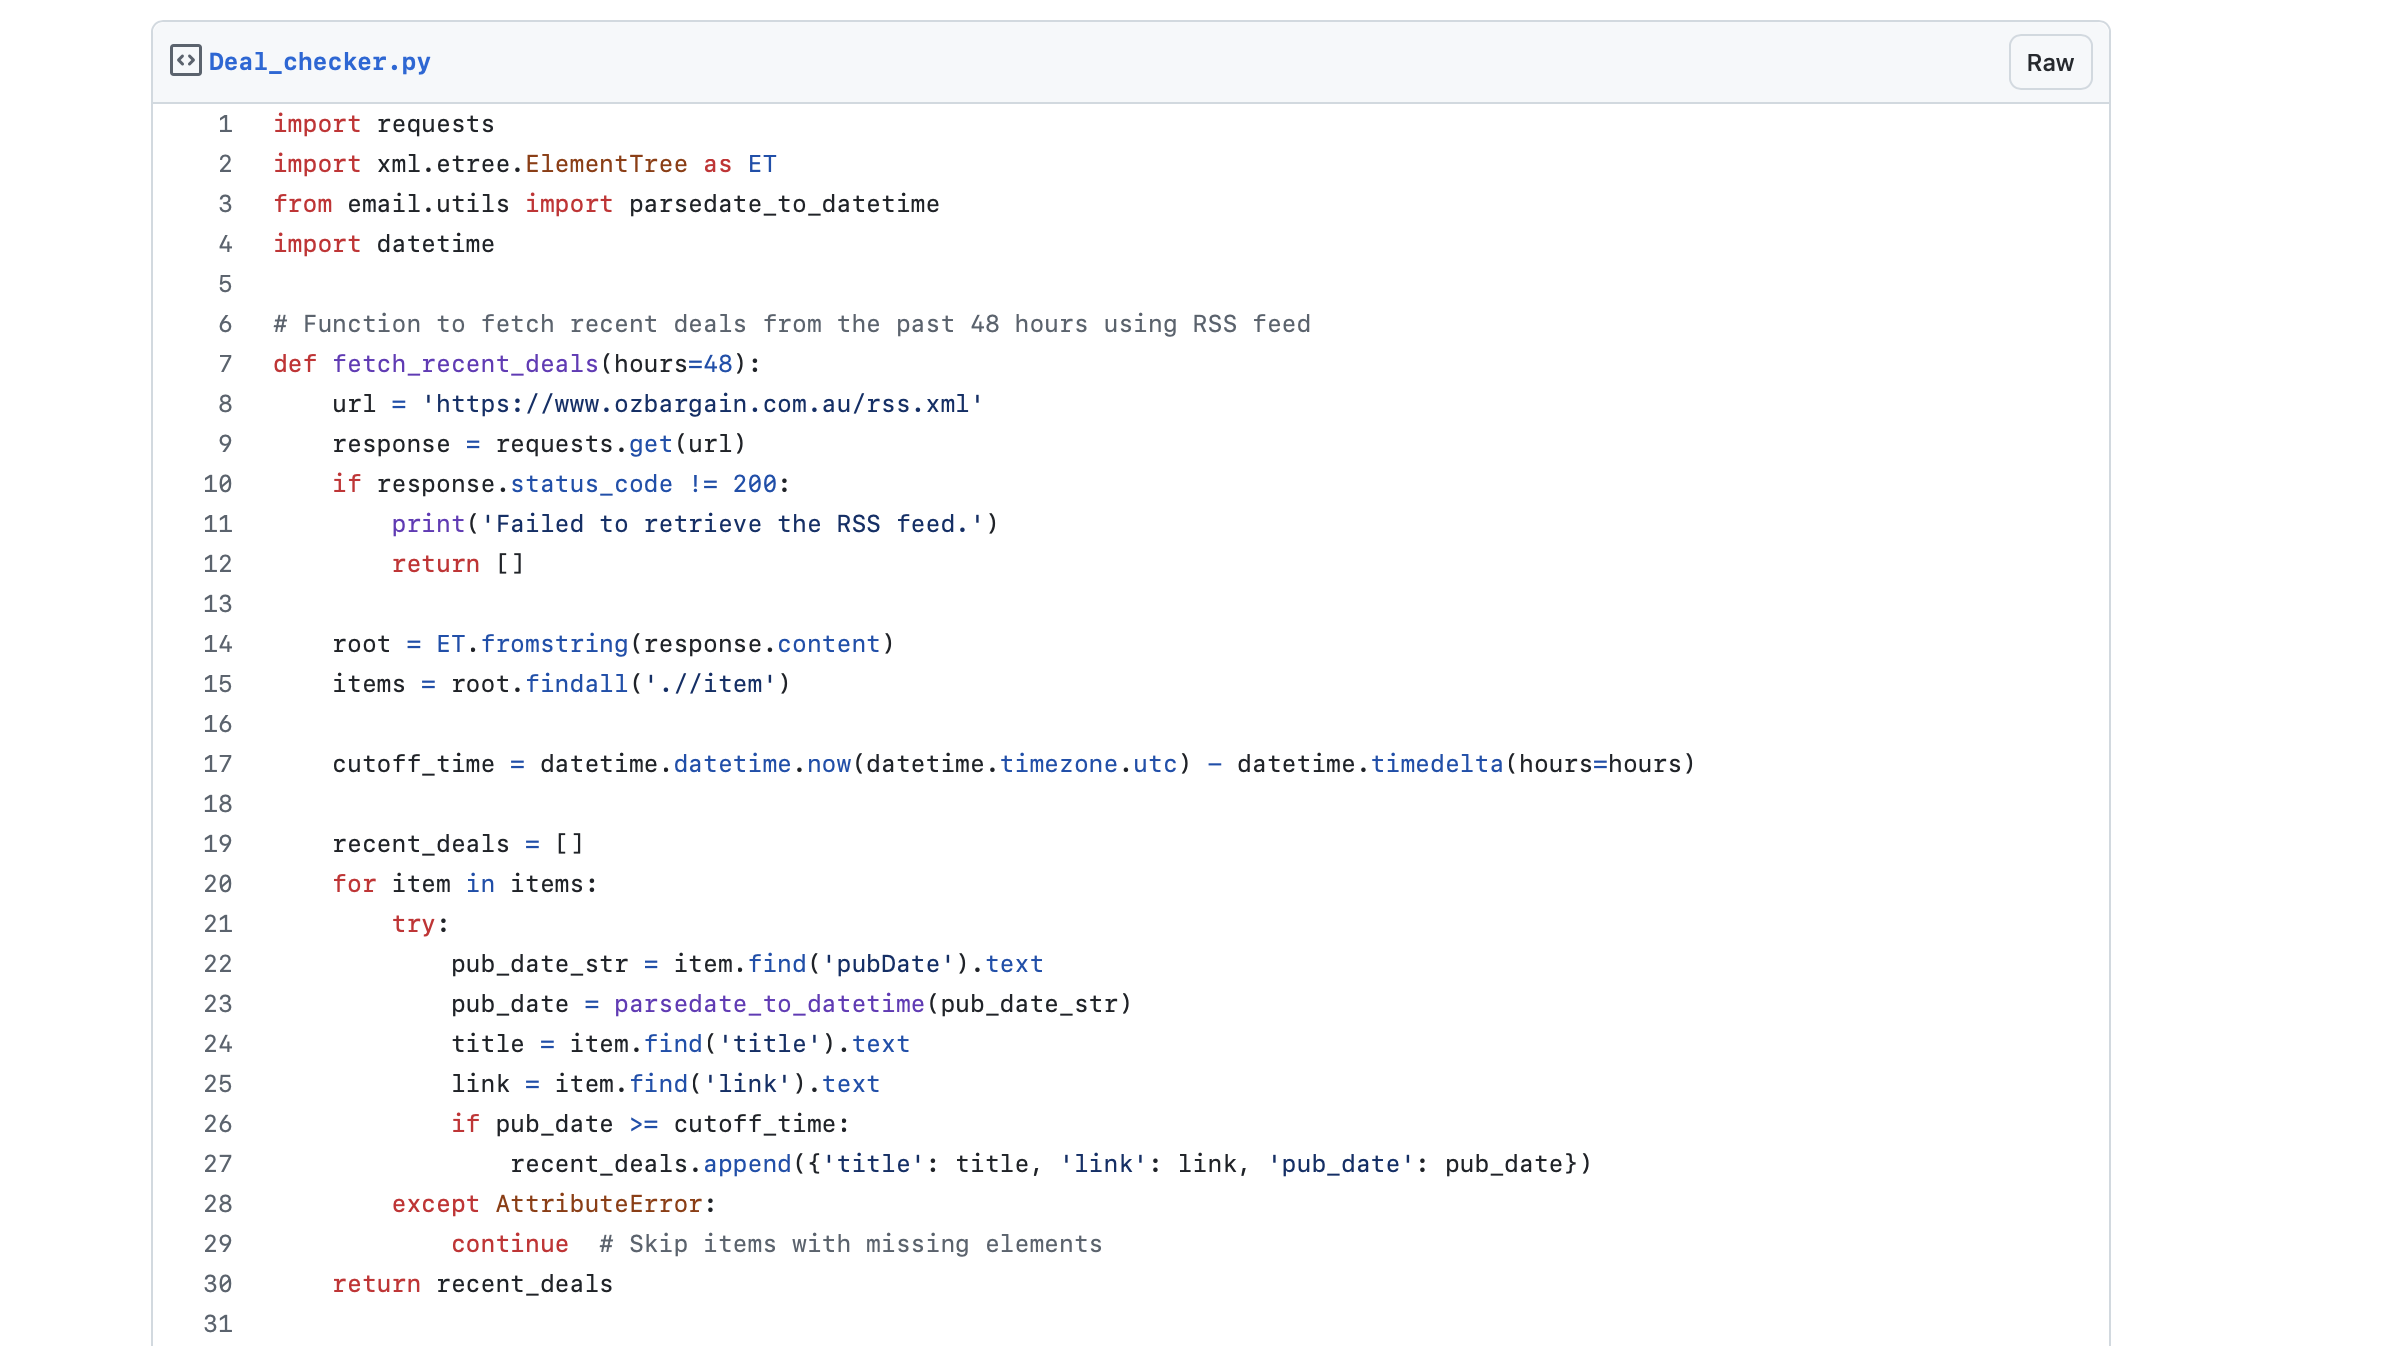 Deal_checker.py
Raw
1 import requests
2 import xml.etree.ElementTree as ET
3 from email.utils import parsedate_to_datetime
4 import datetime
5
6 # Function to fetch recent deals from the past 48 hours using RSS feed
7 def fetch_recent_deals(hours=48):
8     url = 'https://www.ozbargain.com.au/rss.xml'
9     response = requests.get(url)
10     if response.status_code != 200:
11         print('Failed to retrieve the RSS feed.')
12         return []
13
14     root = ET.fromstring(response.content)
15     items = root.findall('.//item')
16
17     cutoff_time = datetime.datetime.now(datetime.timezone.utc) - datetime.timedelta(hours=hours)
18
19     recent_deals = []
20     for item in items:
21         try:
22             pub_date_str = item.find('pubDate').text
23             pub_date = parsedate_to_datetime(pub_date_str)
24             title = item.find('title').text
25             link = item.find('link').text
26             if pub_date >= cutoff_time:
27                 recent_deals.append({'title': title, 'link': link, 'pub_date': pub_date})
28         except AttributeError:
29             continue  # Skip items with missing elements
30     return recent_deals
31